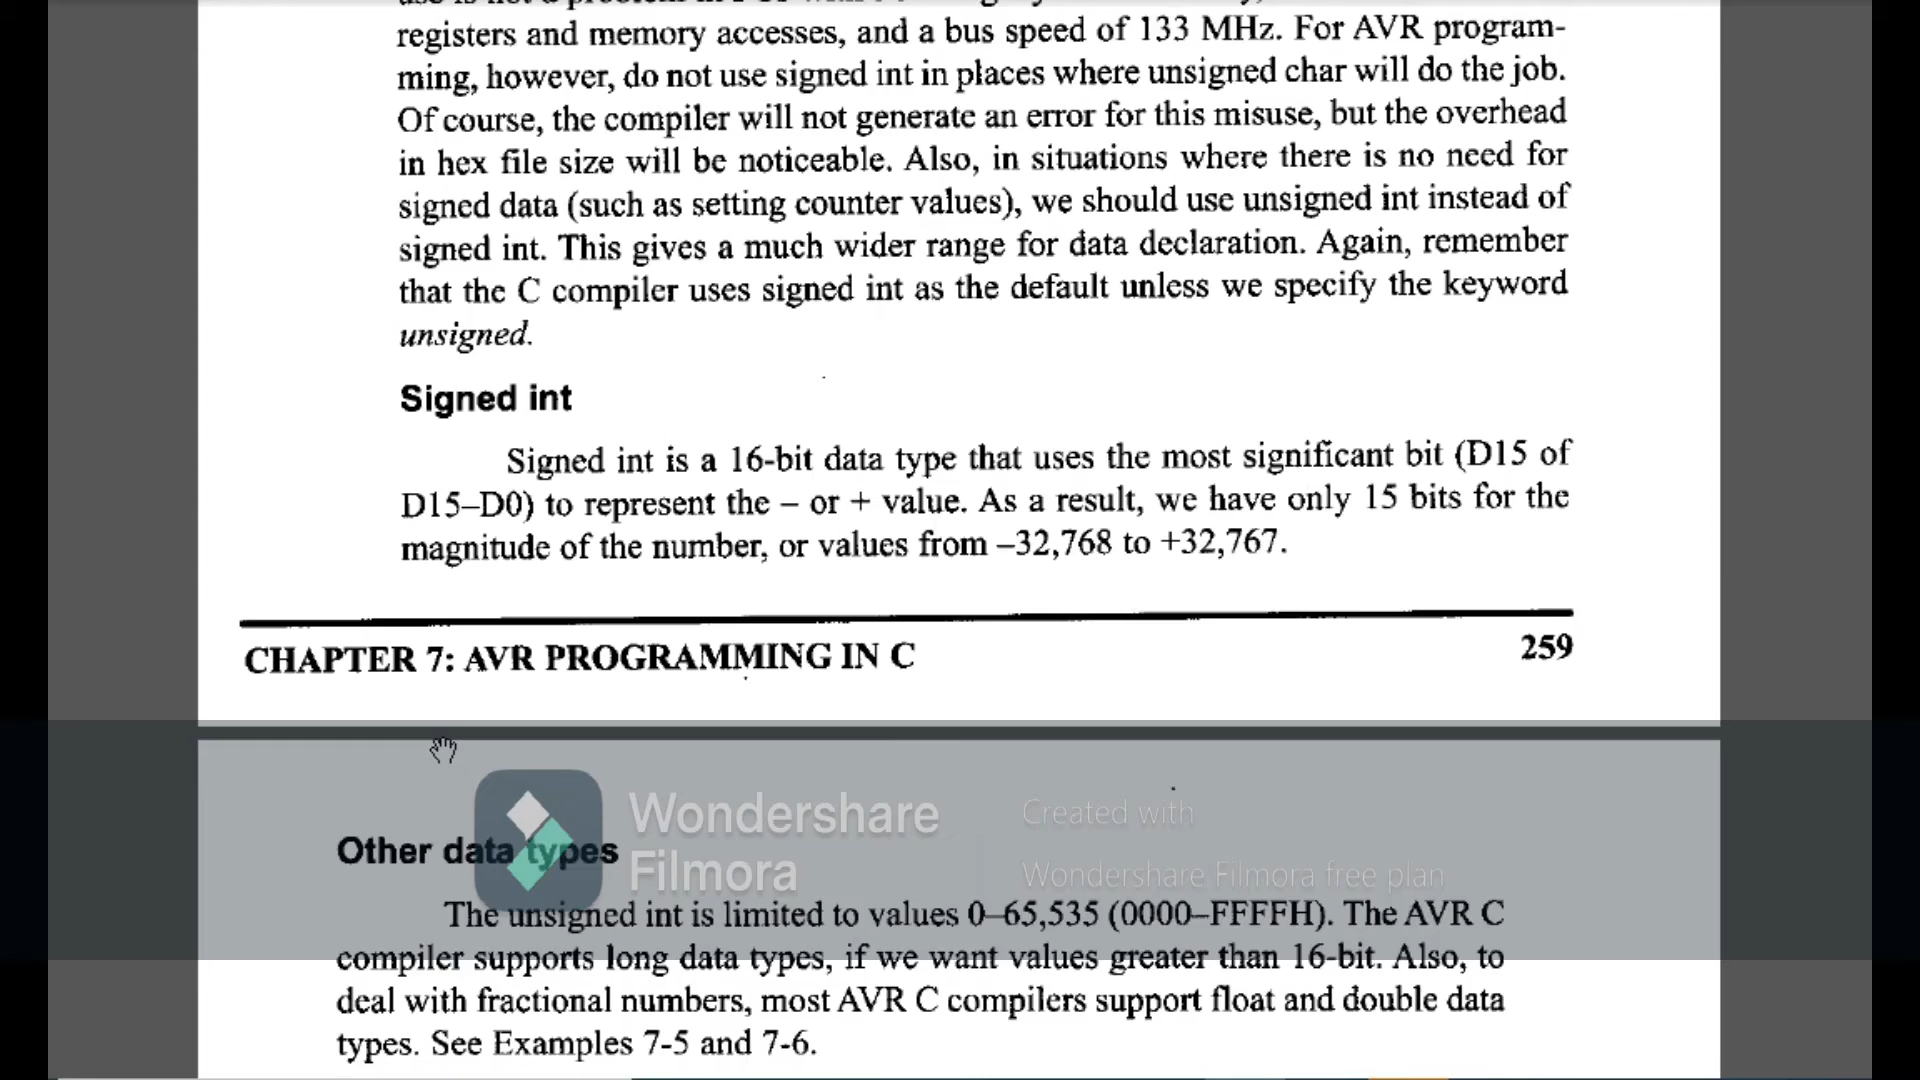 registers and memory accesses, and a bus speed of 133 MHz. For AVR program-
ming, however, do not use signed int in places where unsigned char will do the job.
Of course, the compiler will not generate an error for this misuse, but the overhead
in hex file size will be noticeable. Also, in situations where there is no need for
signed data (such as setting counter values), we should use unsigned int instead of
signed int. This gives a much wider range for data declaration. Again, remember
that the C compiler uses signed int as the default unless we specify the keyword
unsigned.
Signed int
Signed int is a 16-bit data type that uses the most significant bit (D15 of
D15–D0) to represent the – or + value. As a result, we have only 15 bits for the
magnitude of the number, or values from –32,768 to +32,767.
CHAPTER 7: AVR PROGRAMMING IN C
259
Wondershare
Filmora
Created with
Wondershare Filmora free plan
Other data types
The unsigned int is limited to values 0–65,535 (0000–FFFFH). The AVR C
compiler supports long data types, if we want values greater than 16-bit. Also, to
deal with fractional numbers, most AVR C compilers support float and double data
types. See Examples 7-5 and 7-6.